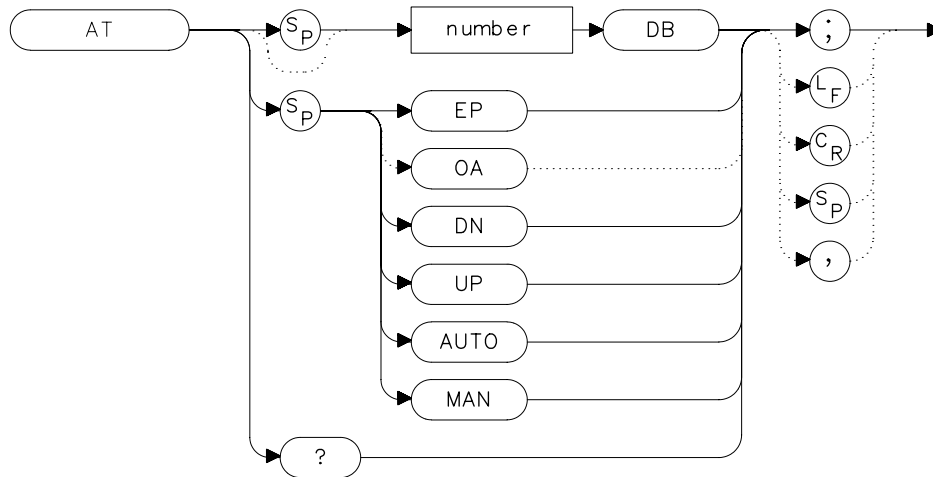 AT SP number DB ;
SP EP LF
OA CR
DN SP
UP ,
AUTO
MAN
?